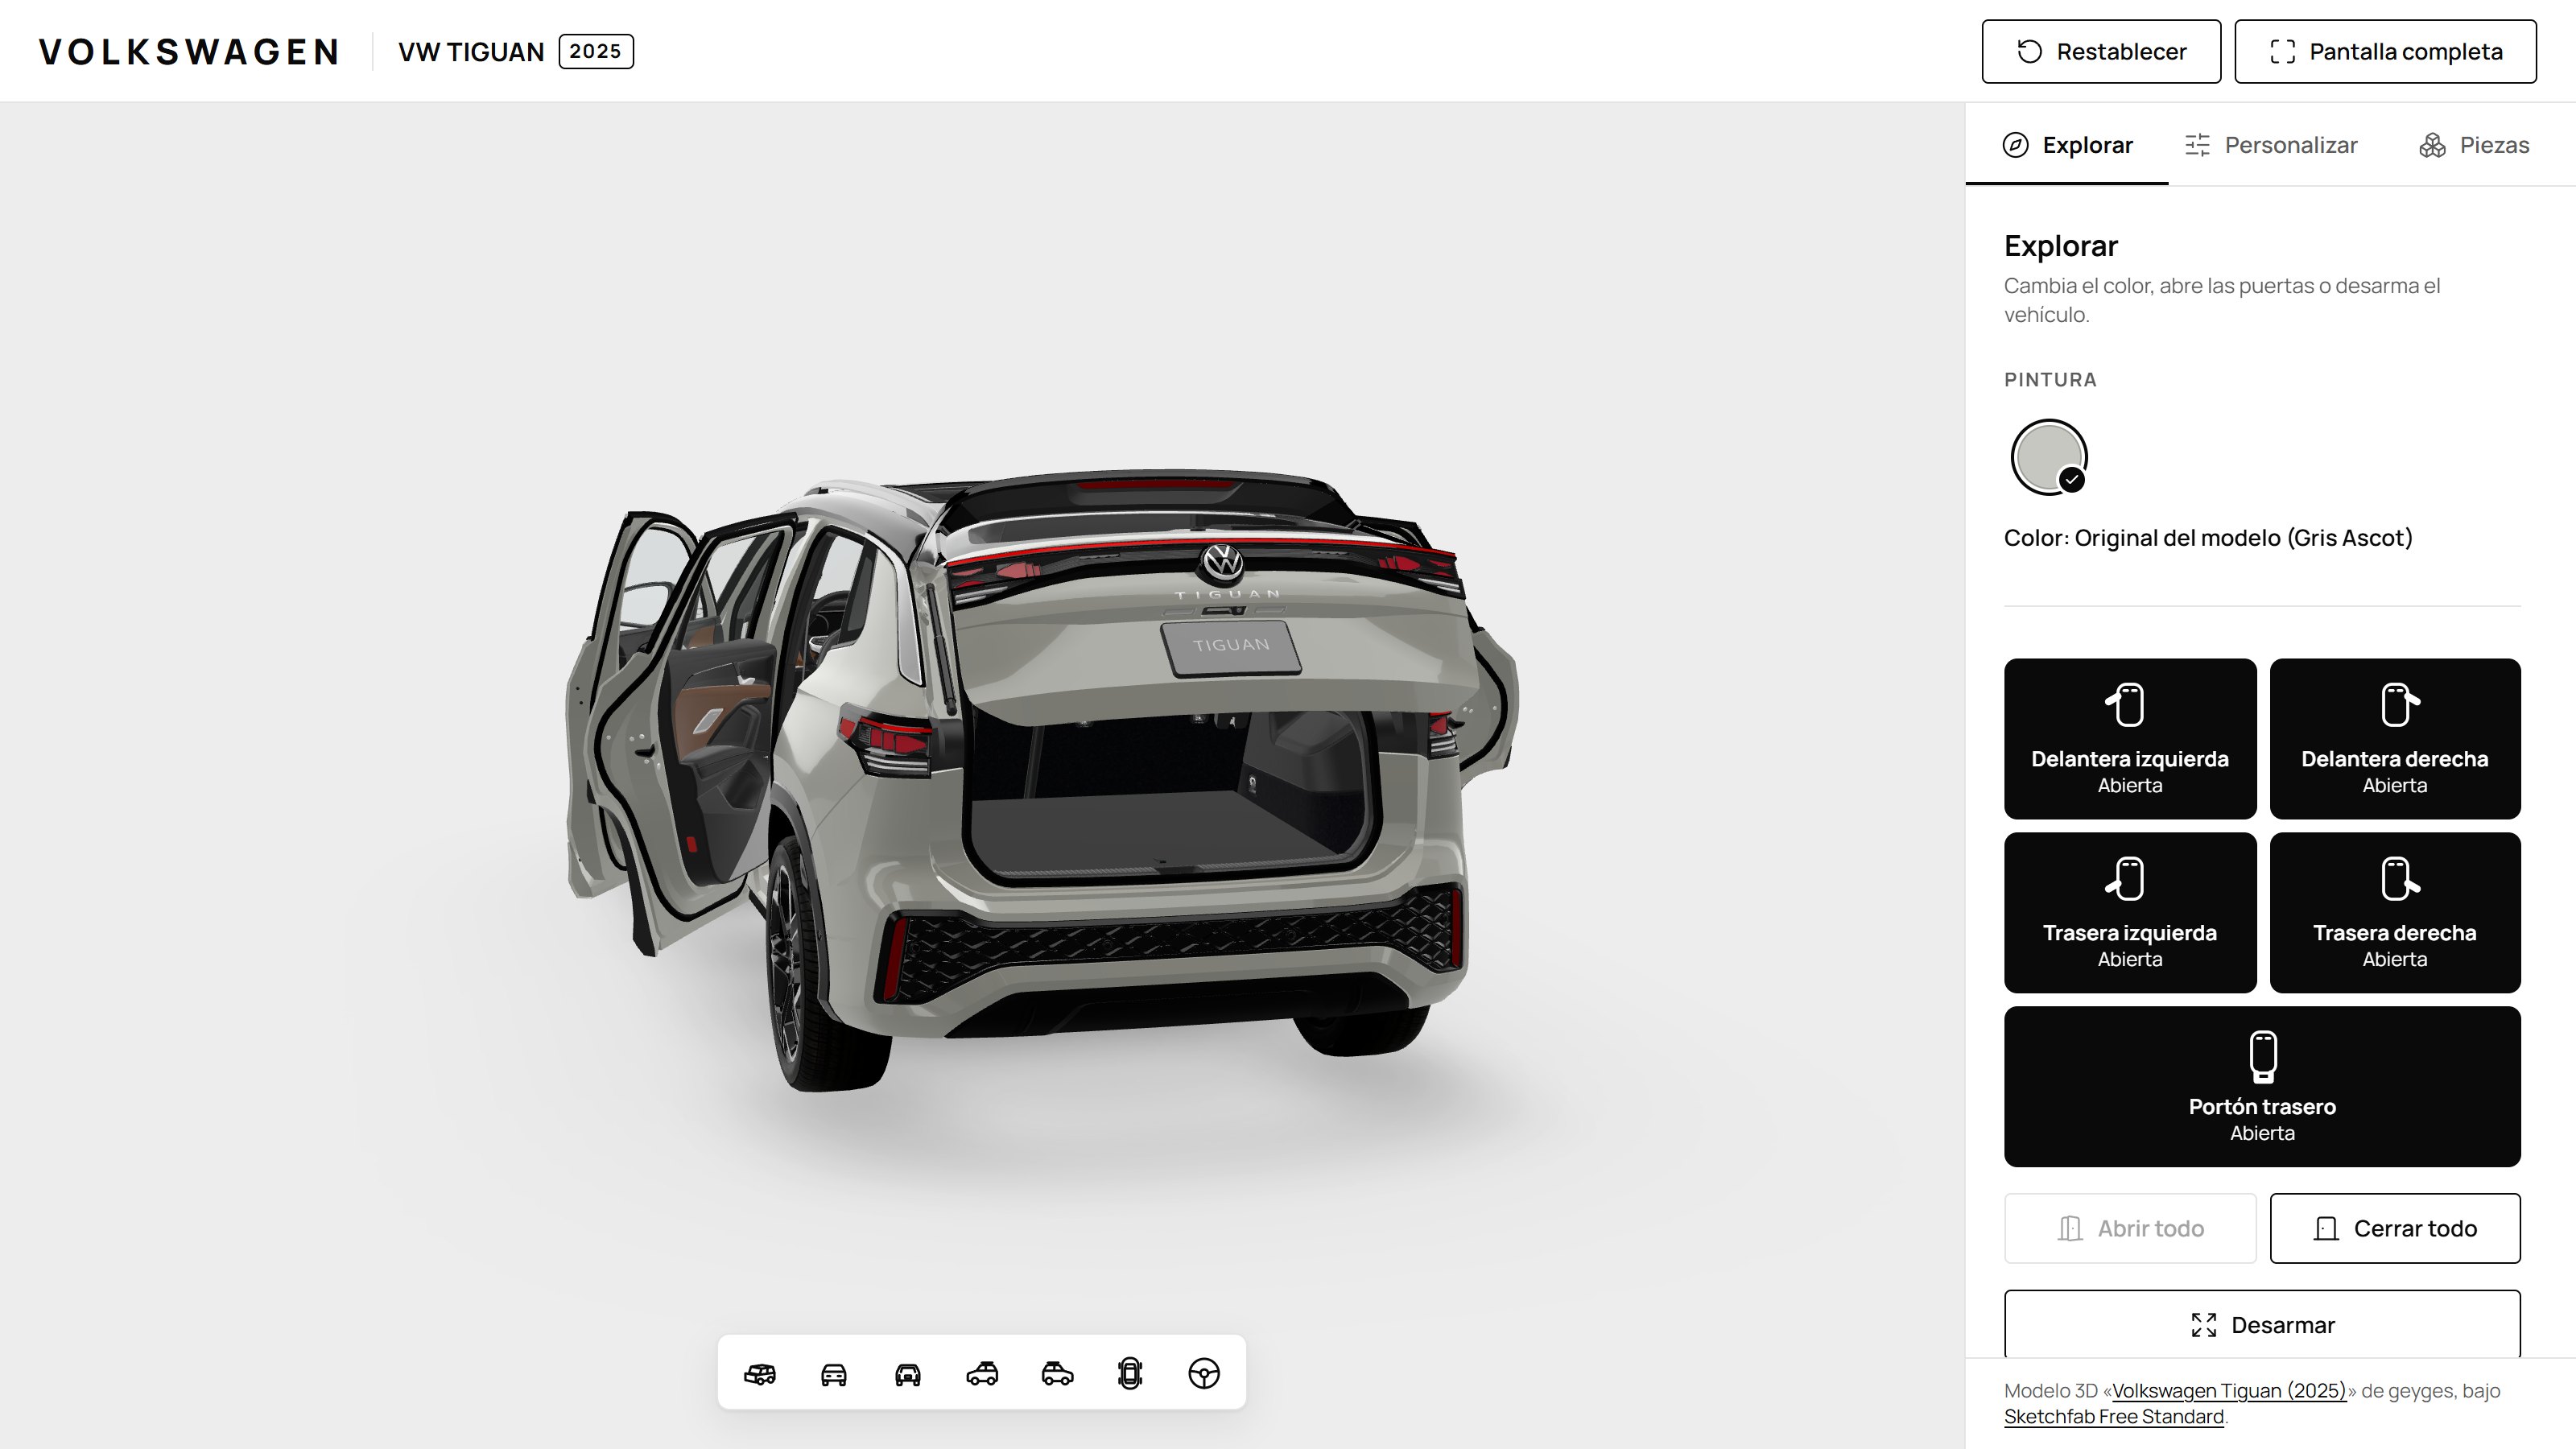 VOLKSWAGEN
VW TIGUAN 2025
Restablecer
Pantalla completa
Explorar
Personalizar
Piezas
Explorar
Cambia el color, abre las puertas o desarma el
vehículo.
PINTURA
Color: Original del modelo (Gris Ascot)
TIGUAN
TIGUAN
Delantera izquierda
Abierta
Delantera derecha
Abierta
Trasera izquierda
Abierta
Trasera derecha
Abierta
Portón trasero
Abierta
Abrir todo
Cerrar todo
Desarmar
Modelo 3D «Volkswagen Tiguan (2025)» de geyges, bajo
Sketchfab Free Standard.